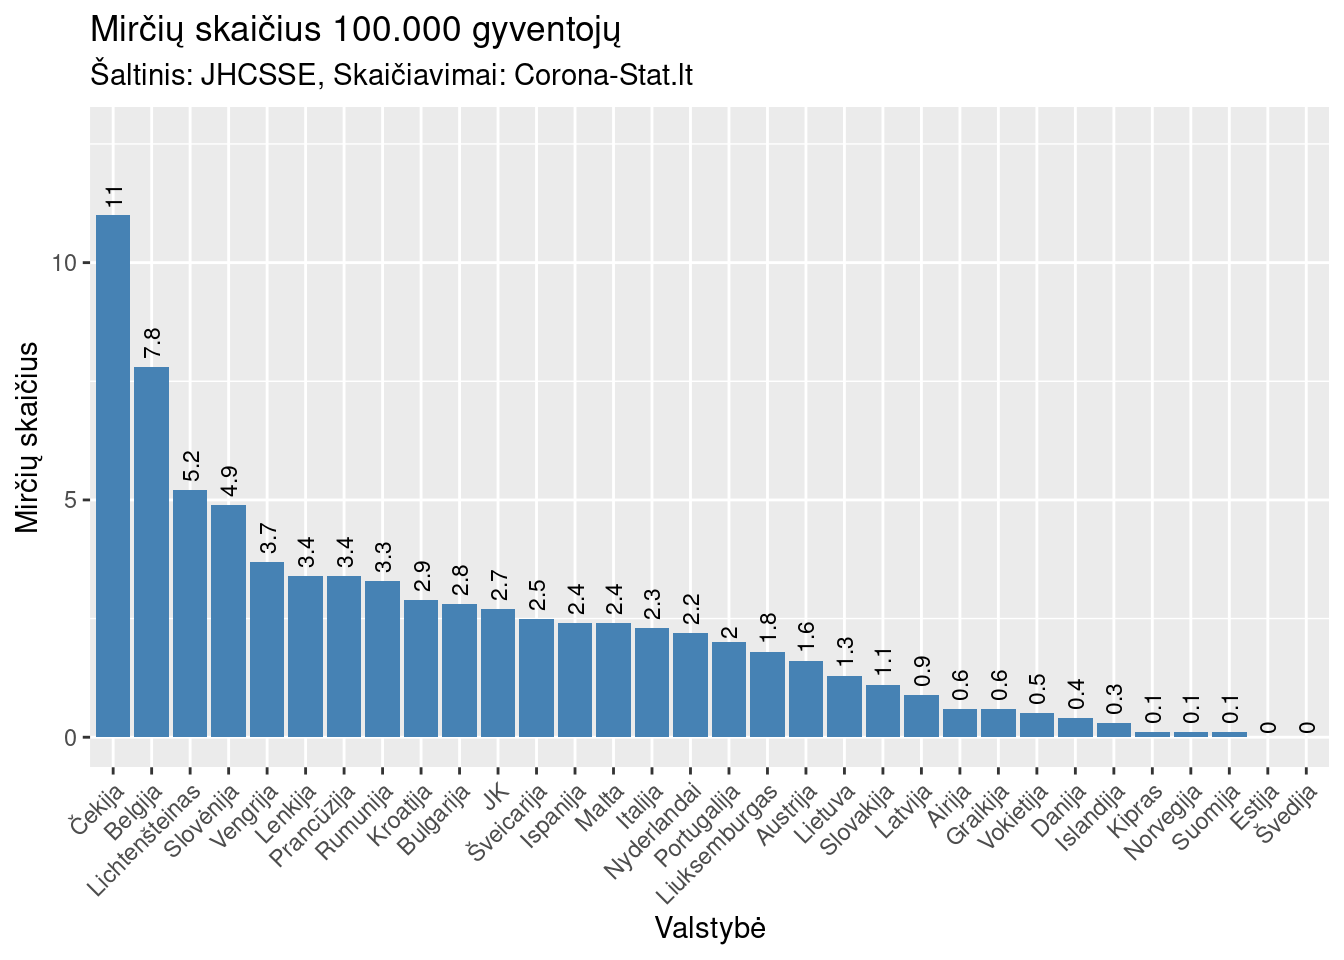 Mirčių skaičius 100.000 gyventojų
Šaltinis: JHCSSE, Skaičiavimai: Corona-Stat.lt
Mirčių skaičius
10
5
0
11
7.8
5.2
4.9
3.7
3.4
3.4
3.3
2.9
2.8
2.7
2.5
2.4
2.4
2.3
2.2
2
1.8
1.6
1.3
1.1
0.9
0.6
0.6
0.5
0.4
0.3
0.1
0.1
0.1
0
0
Čekija
Belgija
Lichtenšteinas
Slovėnija
Vengrija
Lenkija
Prancūzija
Rumunija
Kroatija
Bulgarija
JK
Šveicarija
Ispanija
Malta
Italija
Nyderlandai
Portugalija
Liuksemburgas
Austrija
Lietuva
Slovakija
Latvija
Airija
Graikija
Vokietija
Danija
Islandija
Kipras
Norvegija
Suomija
Estija
Švedija
Valstybė